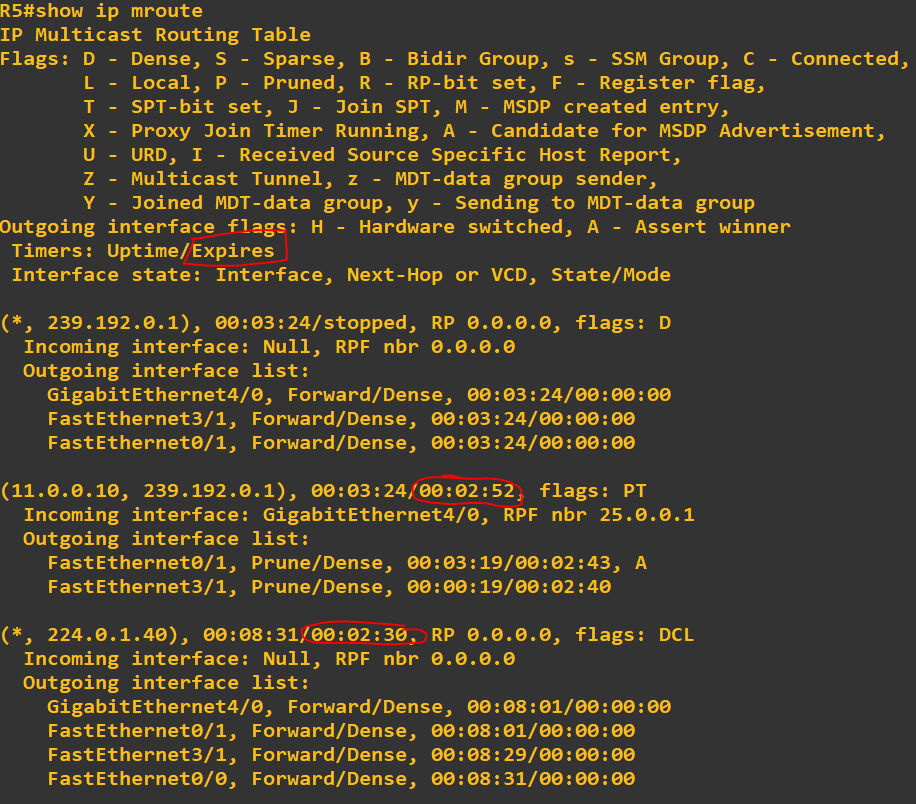 R5#show ip mroute
IP Multicast Routing Table
Flags: D - Dense, S - Sparse, B - Bidir Group, s - SSM Group, C - Connected,
       L - Local, P - Pruned, R - RP-bit set, F - Register flag,
       T - SPT-bit set, J - Join SPT, M - MSDP created entry,
       X - Proxy Join Timer Running, A - Candidate for MSDP Advertisement,
       U - URD, I - Received Source Specific Host Report,
       Z - Multicast Tunnel, z - MDT-data group sender,
       Y - Joined MDT-data group, y - Sending to MDT-data group
Outgoing interface flags: H - Hardware switched, A - Assert winner
 Timers: Uptime/Expires
 Interface state: Interface, Next-Hop or VCD, State/Mode

(*, 239.192.0.1), 00:03:24/stopped, RP 0.0.0.0, flags: D
  Incoming interface: Null, RPF nbr 0.0.0.0
  Outgoing interface list:
    GigabitEthernet4/0, Forward/Dense, 00:03:24/00:00:00
    FastEthernet3/1, Forward/Dense, 00:03:24/00:00:00
    FastEthernet0/1, Forward/Dense, 00:03:24/00:00:00

(11.0.0.10, 239.192.0.1), 00:03:24/00:02:52, flags: PT
  Incoming interface: GigabitEthernet4/0, RPF nbr 25.0.0.1
  Outgoing interface list:
    FastEthernet0/1, Prune/Dense, 00:03:19/00:02:43, A
    FastEthernet3/1, Prune/Dense, 00:00:19/00:02:40

(*, 224.0.1.40), 00:08:31/00:02:30, RP 0.0.0.0, flags: DCL
  Incoming interface: Null, RPF nbr 0.0.0.0
  Outgoing interface list:
    GigabitEthernet4/0, Forward/Dense, 00:08:01/00:00:00
    FastEthernet0/1, Forward/Dense, 00:08:01/00:00:00
    FastEthernet3/1, Forward/Dense, 00:08:29/00:00:00
    FastEthernet0/0, Forward/Dense, 00:08:31/00:00:00